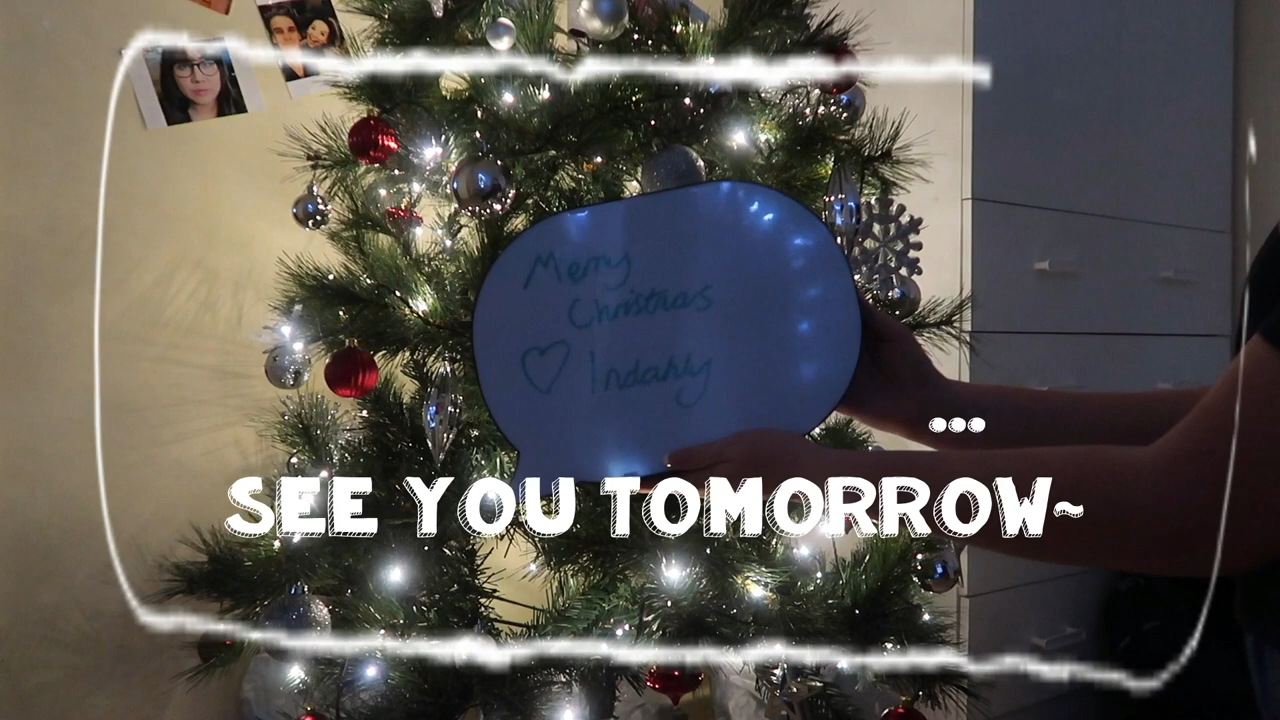 Merry
Christmas
♡ Indahly
•••
SEE YOU TOMORROW~